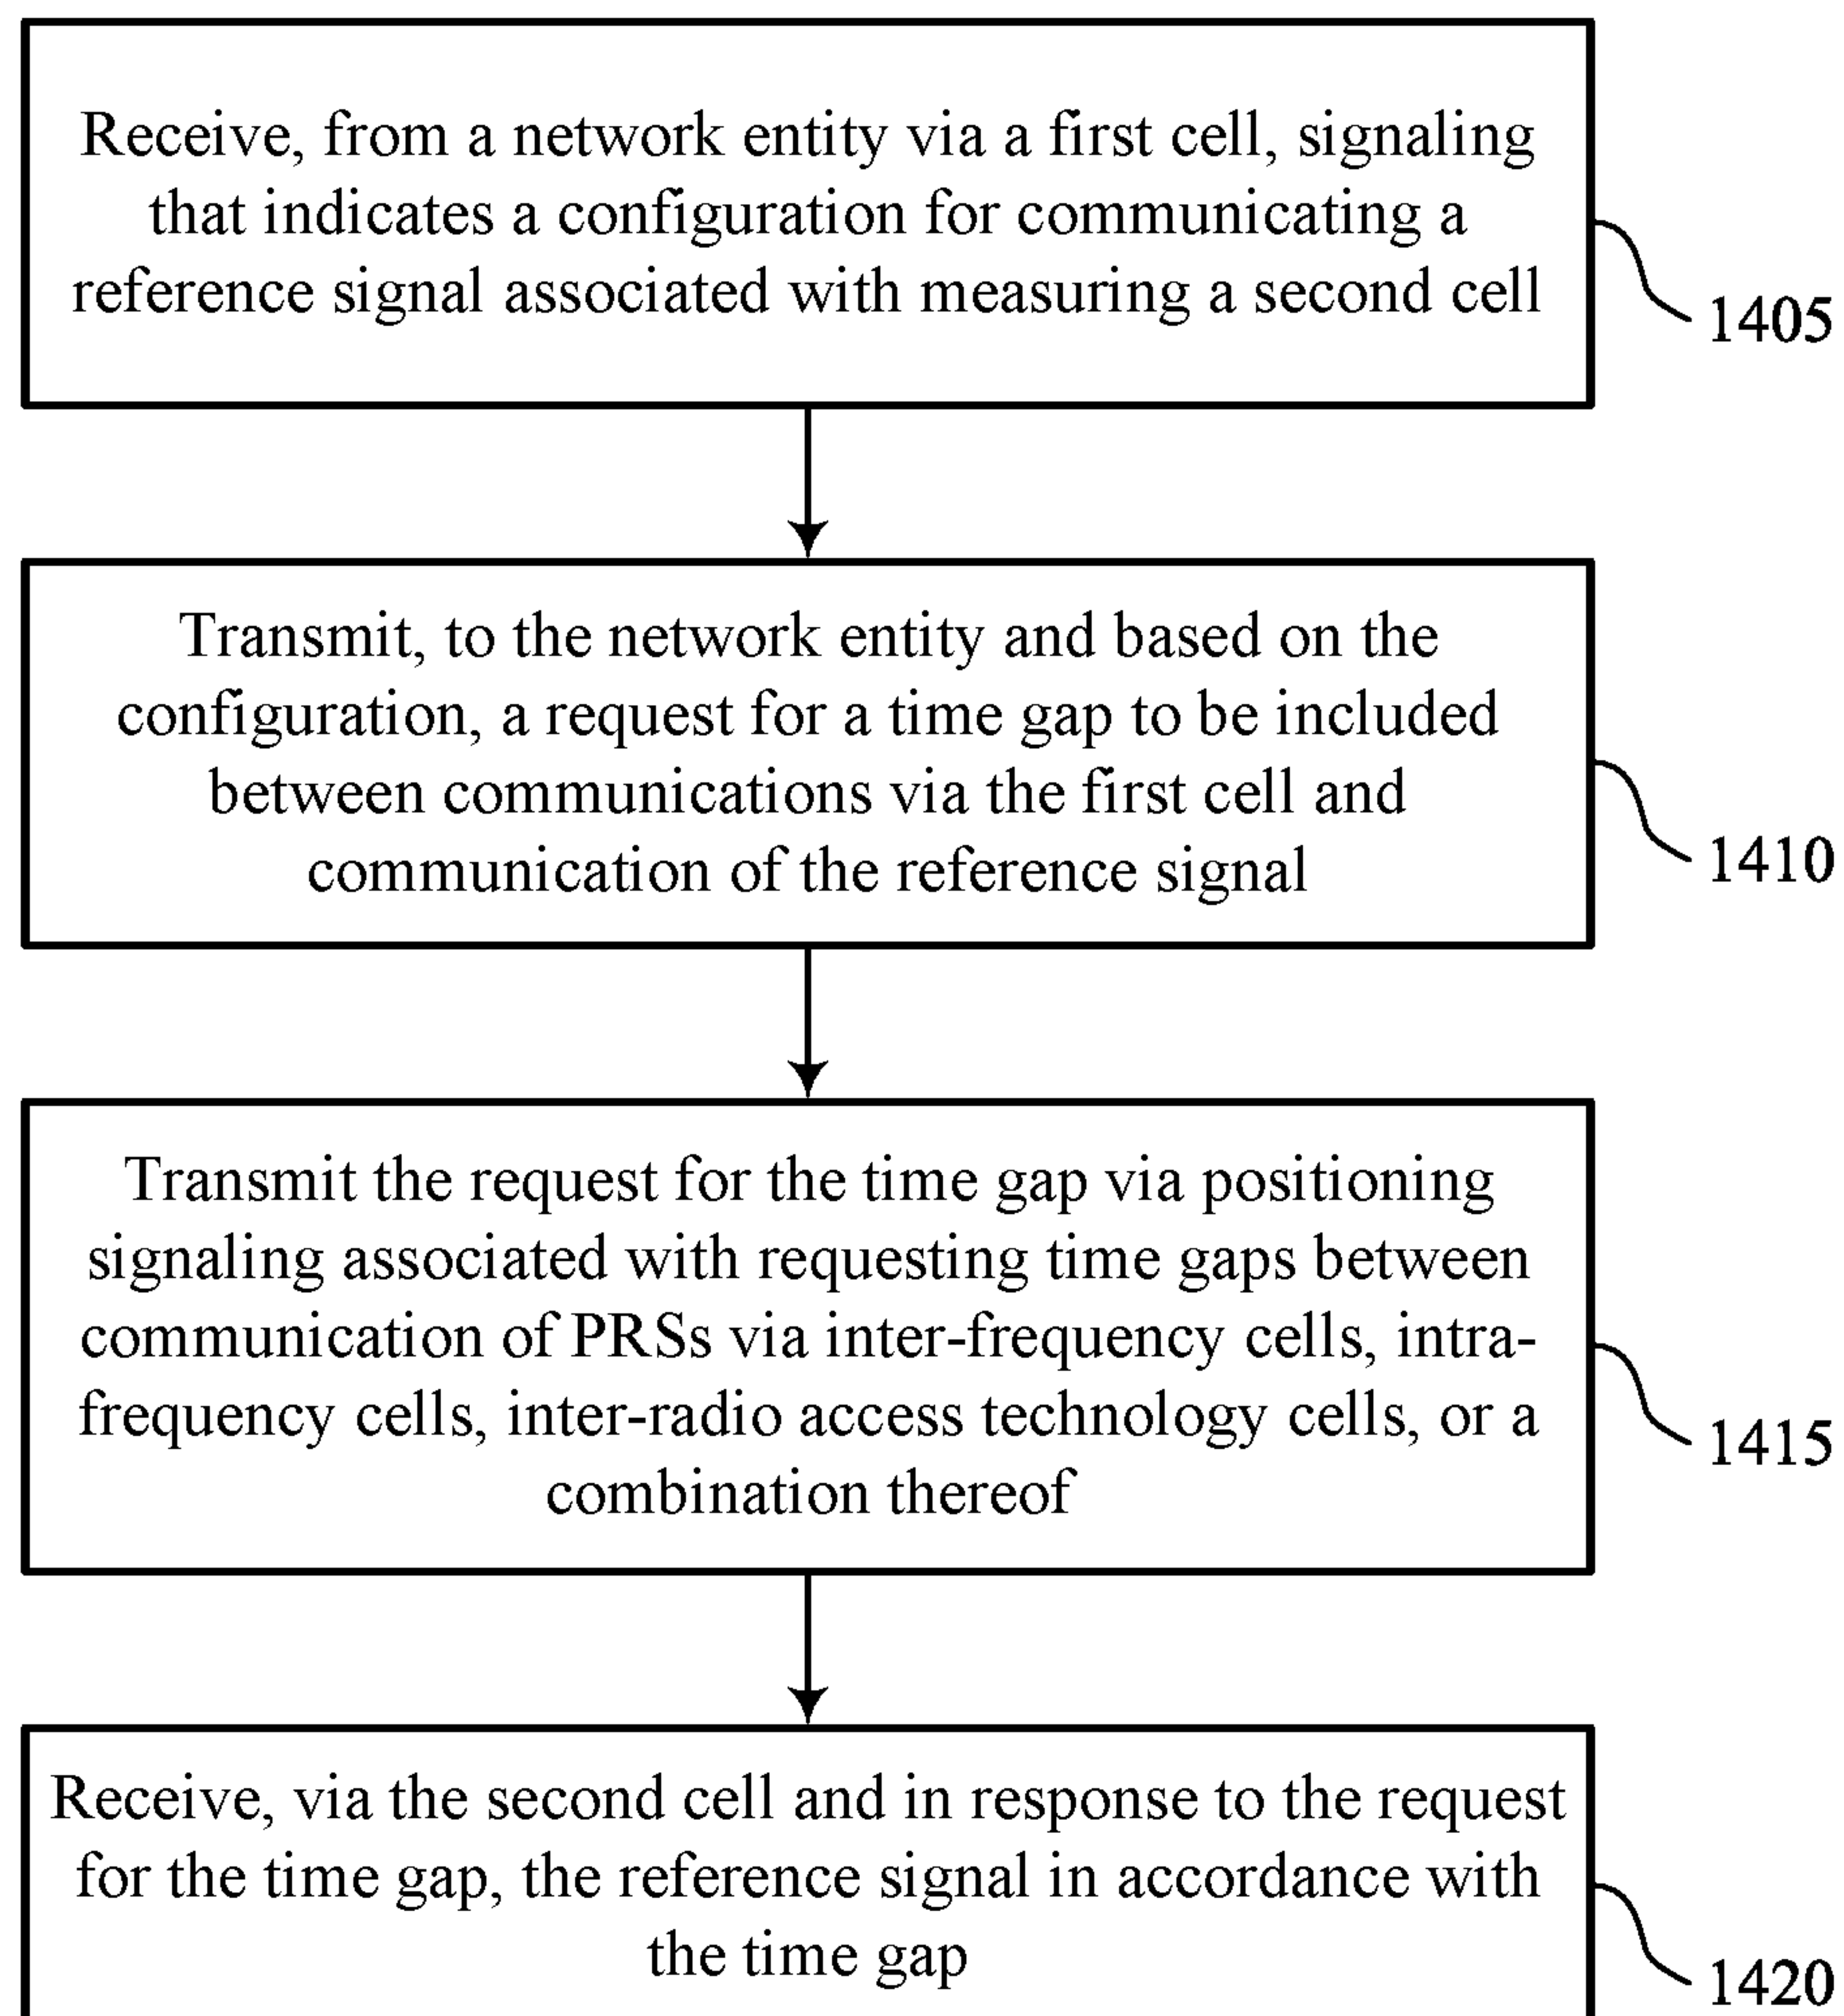 Receive, from a network entity via a first cell, signaling
that indicates a configuration for communicating a
reference signal associated with measuring a second cell
1405
Transmit, to the network entity and based on the
configuration, a request for a time gap to be included
between communications via the first cell and
communication of the reference signal
1410
Transmit the request for the time gap via positioning
signaling associated with requesting time gaps between
communication of PRSs via inter-frequency cells, intra-
frequency cells, inter-radio access technology cells, or a
combination thereof
1415
Receive, via the second cell and in response to the request
for the time gap, the reference signal in accordance with
the time gap
1420